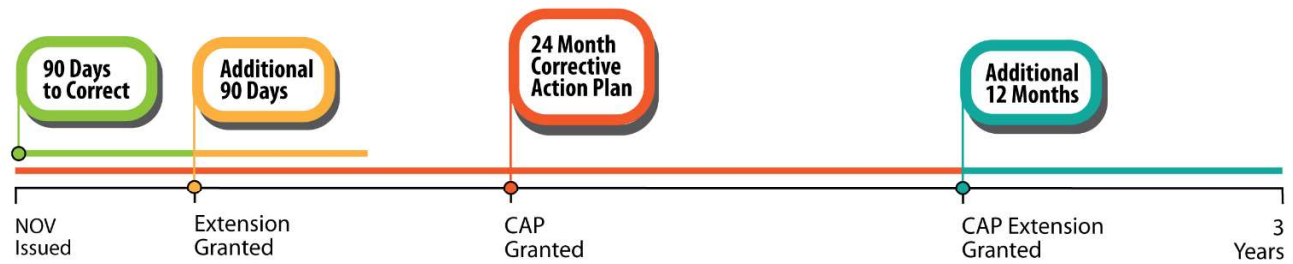 90 Days
to Correct
Additional
90 Days
24 Month
Corrective
Action Plan
Additional
12 Months
NOV
Issued
Extension
Granted
CAP
Granted
CAP Extension
Granted
3
Years